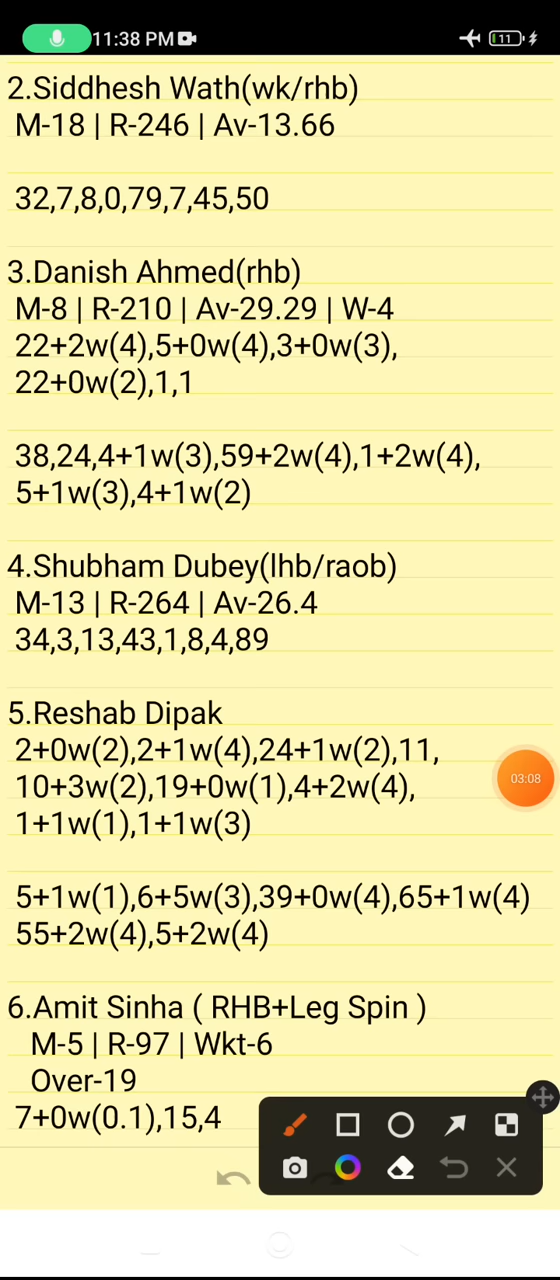 11:38 PM
11
2.Siddhesh Wath(wk/rhb)
M-18 | R-246 | Av-13.66
32,7,8,0,79,7,45,50
3.Danish Ahmed(rhb)
M-8 | R-210 | Av-29.29 | W-4
22+2w(4),5+0w(4),3+0w(3),
22+0w(2),1,1
38,24,4+1w(3),59+2w(4),1+2w(4),
5+1w(3),4+1w(2)
4.Shubham Dubey(lhb/raob)
M-13 | R-264 | Av-26.4
34,3,13,43,1,8,4,89
5.Reshab Dipak
2+0w(2),2+1w(4),24+1w(2),11,
10+3w(2),19+0w(1),4+2w(4),
03:08
1+1w(1),1+1w(3)
5+1w(1),6+5w(3),39+0w(4),65+1w(4)
55+2w(4),5+2w(4)
6.Amit Sinha ( RHB+Leg Spin )
M-5 | R-97 | Wkt-6
Over-19
7+0w(0.1),15,4